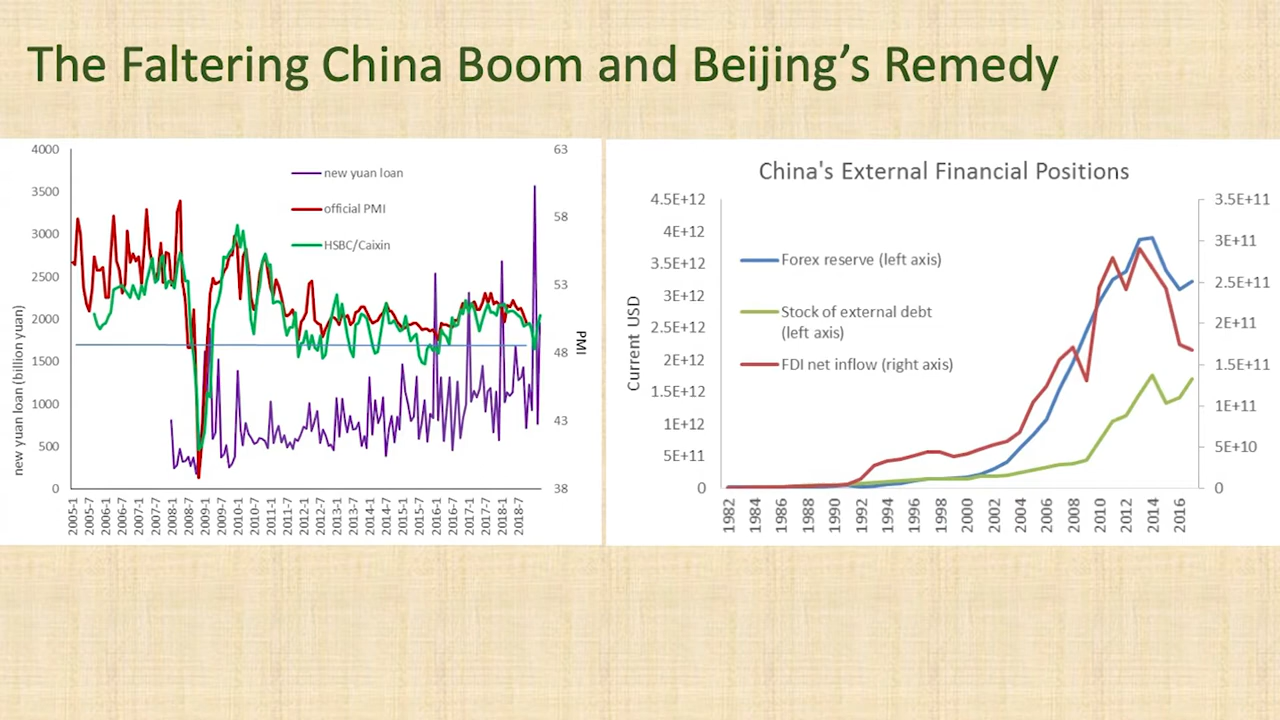 The Faltering China Boom and Beijing's Remedy
4000
3500
3000
2500
2000
1500
1000
500
0
new yuan loan (billion yuan)
63
58
53
48
43
38
PMI
new yuan loan
official PMI
HSBC/Caixin
2005-1
2005-7
2006-1
2006-7
2007-1
2007-7
2008-1
2008-7
2009-1
2009-7
2010-1
2010-7
2011-1
2011-7
2012-1
2012-7
2013-1
2013-7
2014-1
2014-7
2015-1
2015-7
2016-1
2016-7
2017-1
2017-7
2018-1
2018-7
China's External Financial Positions
4.5E+12
4E+12
3.5E+12
3E+12
2.5E+12
2E+12
1.5E+12
1E+12
5E+11
0
Current USD
Forex reserve (left axis)
Stock of external debt
(left axis)
FDI net inflow (right axis)
3.5E+11
3E+11
2.5E+11
2E+11
1.5E+11
1E+11
5E+10
0
1982
1984
1986
1988
1990
1992
1994
1996
1998
2000
2002
2004
2006
2008
2010
2012
2014
2016